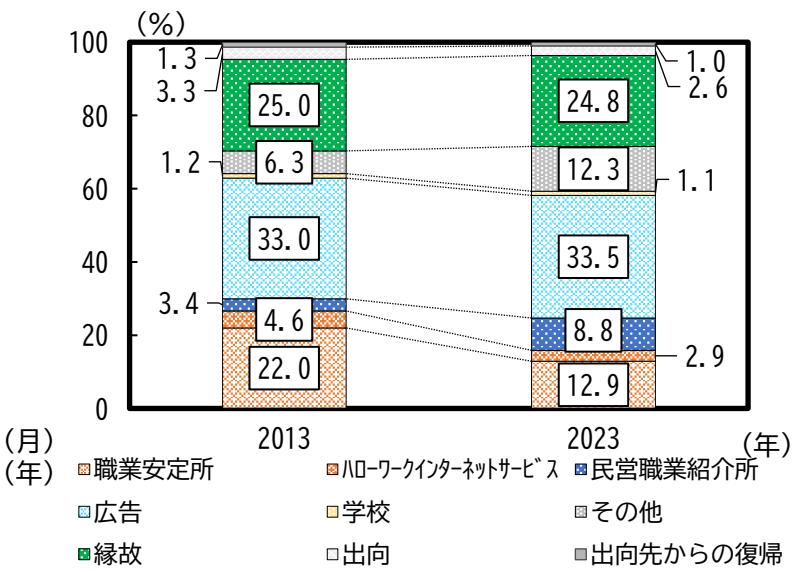 (%)
100
80
60
40
20
0
1.3
3.3
25.0
6.3
1.2
33.0
3.4
4.6
22.0
1.0
2.6
24.8
12.3
1.1
33.5
8.8
2.9
12.9
(月)
(年)
2013
2023
(年)
職業安定所
ﾊﾛｰﾜｰｸｲﾝﾀｰﾈｯﾄｻｰﾋﾞｽ
民営職業紹介所
広告
学校
その他
縁故
出向
出向先からの復帰